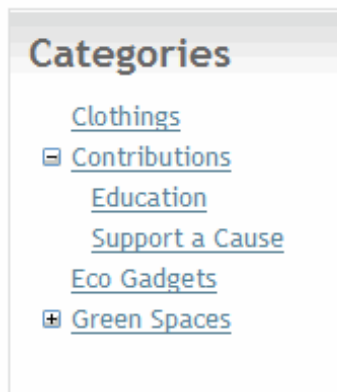 Categories
Clothings
Contributions
Education
Support a Cause
Eco Gadgets
Green Spaces